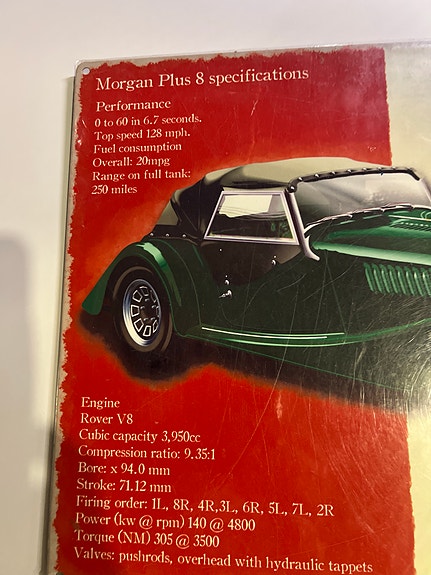 Morgan Plus 8 specifications
Performance
0 to 60 in 6.7 seconds.
Top speed 128 mph.
Fuel consumption
Overall: 20mpg
Range on full tank:
250 miles
Engine
Rover V8
Cubic capacity 3,950cc
Compression ratio: 9.35:1
Bore: x 94.0 mm
Stroke: 71.12 mm
Firing order: 1L, 8R, 4R,3L, 6R, 5L, 7L, 2R
Power (kw @ rpm) 140 @ 4800
Torque (NM) 305 @ 3500
Valves: pushrods, overhead with hydraulic tappets